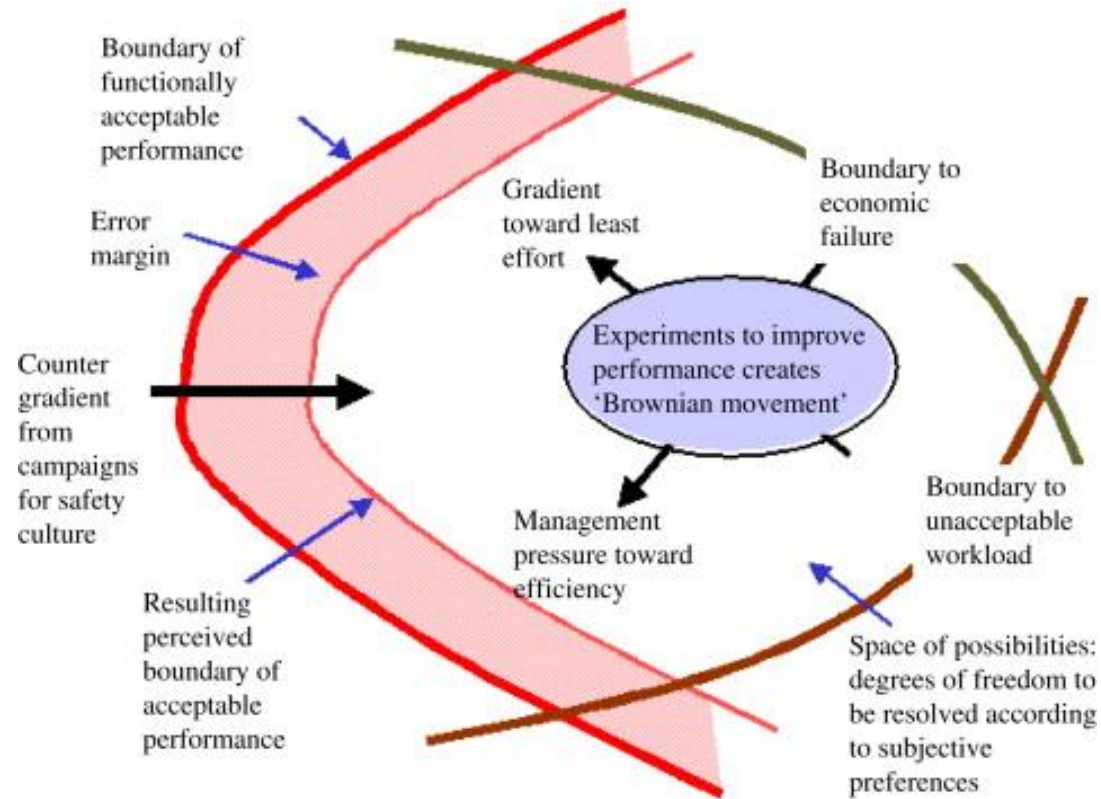 Boundary of
functionally
acceptable
performance
Error
margin
Counter
gradient
from
campaigns
for safety
culture
Resulting
perceived
boundary of
acceptable
performance
Gradient
toward least
effort
Boundary to
economic
failure
Experiments to improve
performance creates
‘Brownian movement’
Management
pressure toward
efficiency
Boundary to
unacceptable
workload
Space of possibilities:
degrees of freedom to
be resolved according
to subjective
preferences